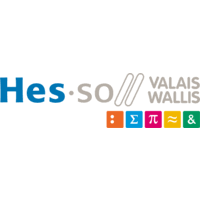 Hes·so// VALAIS
WALLIS
: Σ π ≈ &